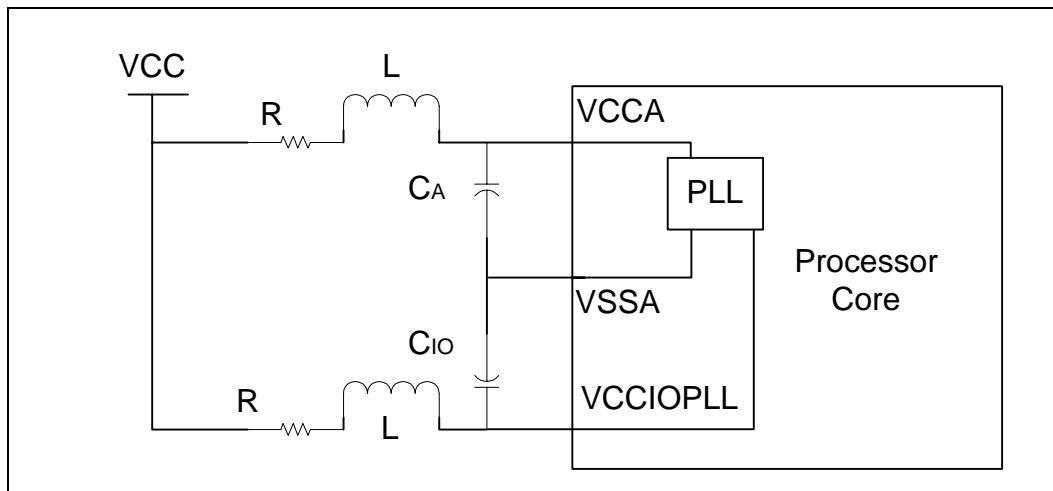 VCC
L
R
VCCA
CA
PLL
Processor
Core
VSSA
CIO
VCCIOPLL
R
L